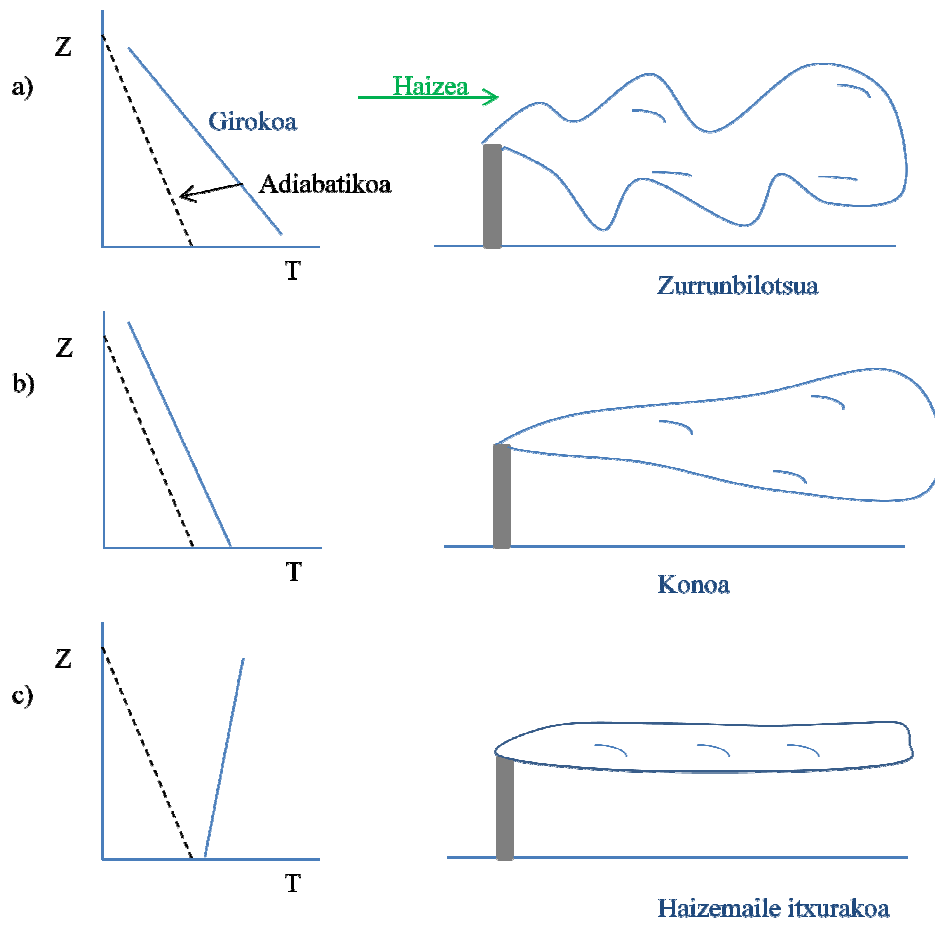 Z
a)
Haizea
Girokoa
Adiabatikoa
T
Zurrunbilotsua
Z
b)
T
Konoa
Z
c)
T
Haizemaile itxurakoa